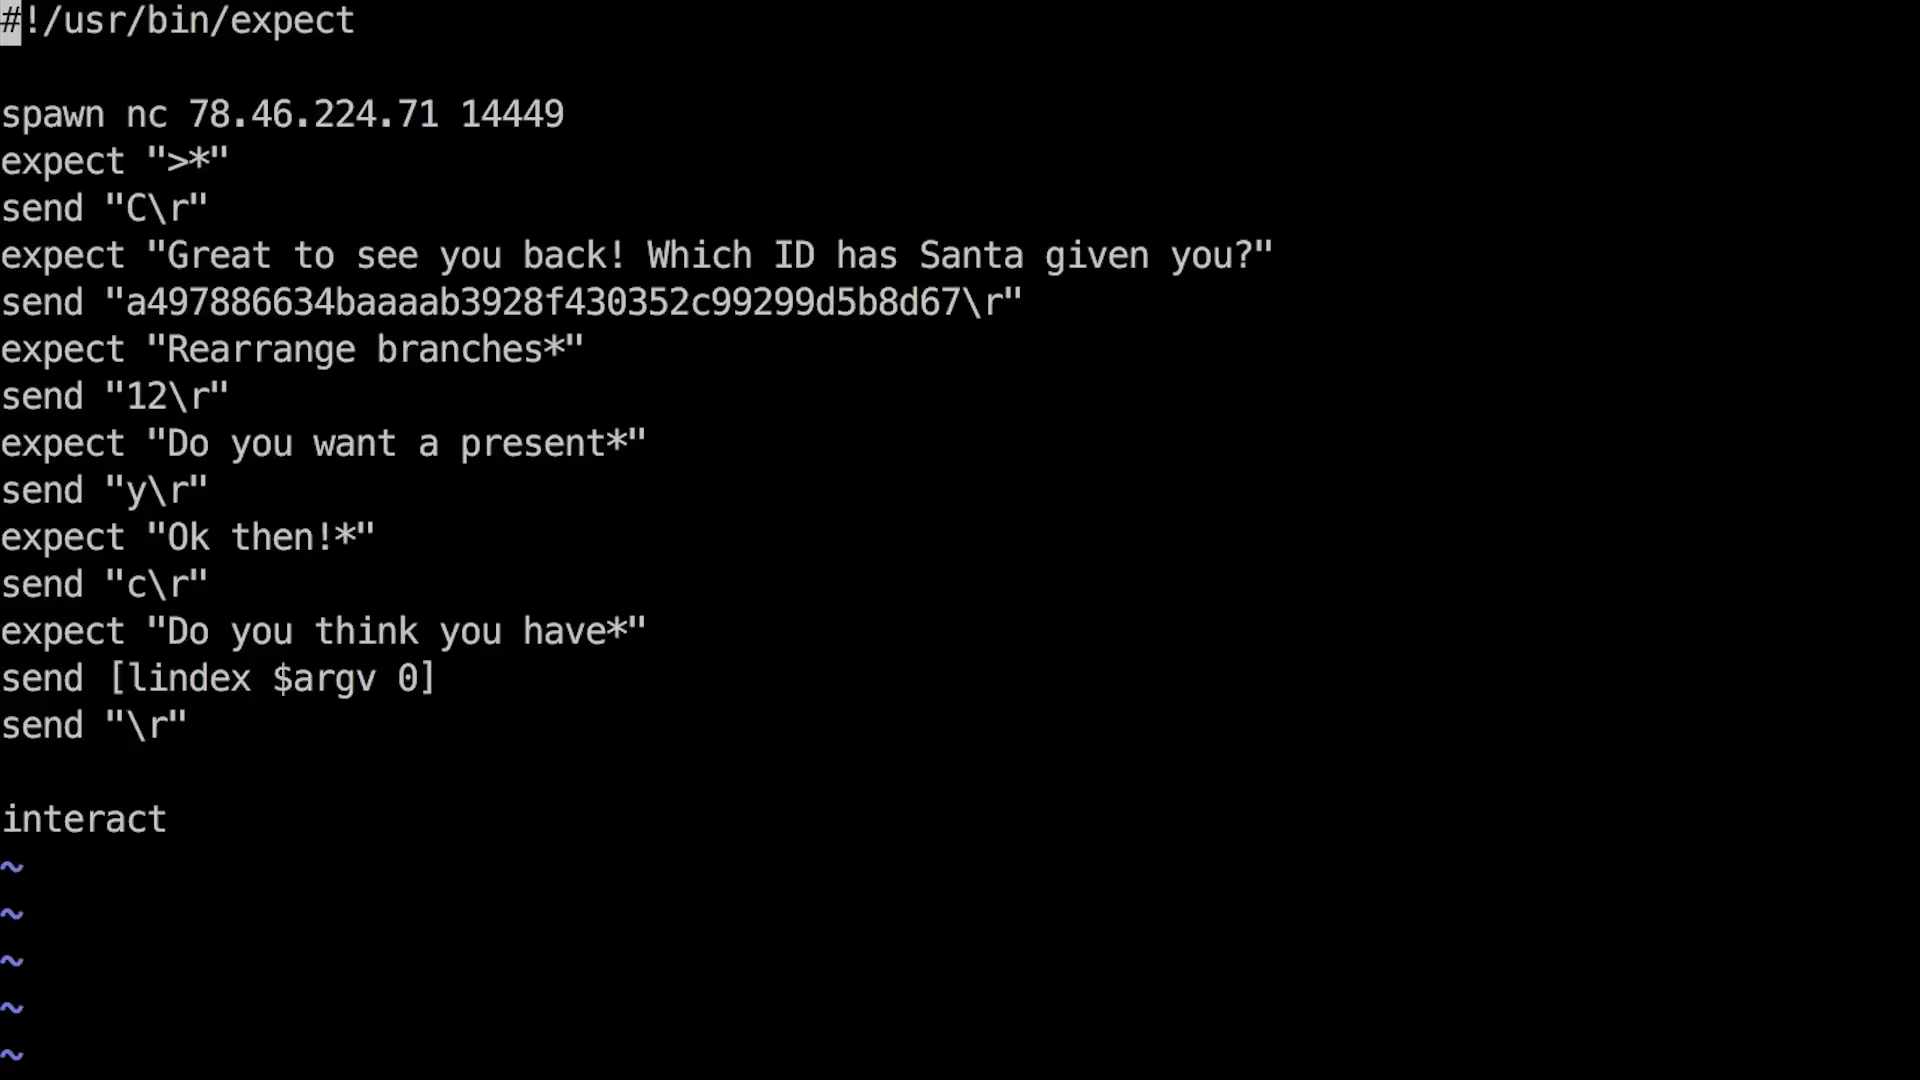 #!/usr/bin/expect
spawn nc 78.46.224.71 14449
expect ">*"
send "C\r"
expect "Great to see you back! Which ID has Santa given you?"
send "a497886634baaaab3928f430352c99299d5b8d67\r"
expect "Rearrange branches*"
send "12\r"
expect "Do you want a present*"
send "y\r"
expect "Ok then!*"
send "c\r"
expect "Do you think you have*"
send [lindex $argv 0]
send "\r"
interact
~
~
~
~
~